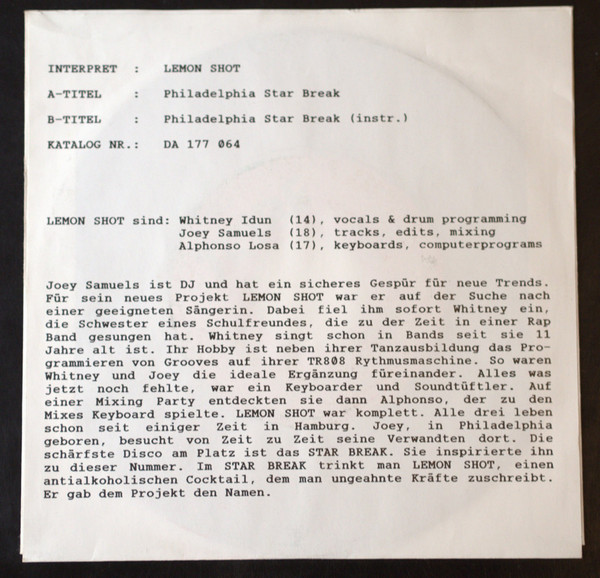 INTERPRET : LEMON SHOT
A-TITEL : Philadelphia Star Break
B-TITEL : Philadelphia Star Break (instr.)
KATALOG NR.: DA 177 064
LEMON SHOT sind: Whitney Idun (14), vocals & drum programming
Joey Samuels (18), tracks, edits, mixing
Alphonso Losa (17), keyboards, computerprograms
Joey Samuels ist DJ und hat ein sicheres Gespür für neue Trends.
Für sein neues Projekt LEMON SHOT war er auf der Suche nach
einer geeigneten Sängerin. Dabei fiel ihm sofort Whitney ein,
die Schwester eines Schulfreundes, die zu der Zeit in einer Rap
Band gesungen hat. Whitney singt schon in Bands seit sie 11
Jahre alt ist. Ihr Hobby ist neben ihrer Tanzausbildung das Pro-
grammieren von Grooves auf ihrer TR808 Rythmusmaschine. So waren
Whitney und Joey die ideale Ergänzung füreinander. Alles was
jetzt noch fehlte, war ein Keyboarder und Soundtüftler. Auf
einer Mixing Party entdeckten sie dann Alphonso, der zu den
Mixes Keyboard spielte. LEMON SHOT war komplett. Alle drei leben
schon seit einiger Zeit in Hamburg. Joey, in Philadelphia
geboren, besucht von Zeit zu Zeit seine Verwandten dort. Die
schärfste Disco am Platz ist das STAR BREAK. Sie inspirierte ihn
zu dieser Nummer. Im STAR BREAK trinkt man LEMON SHOT, einen
antialkoholischen Cocktail, dem man ungeahnte Kräfte zuschreibt.
Er gab dem Projekt den Namen.